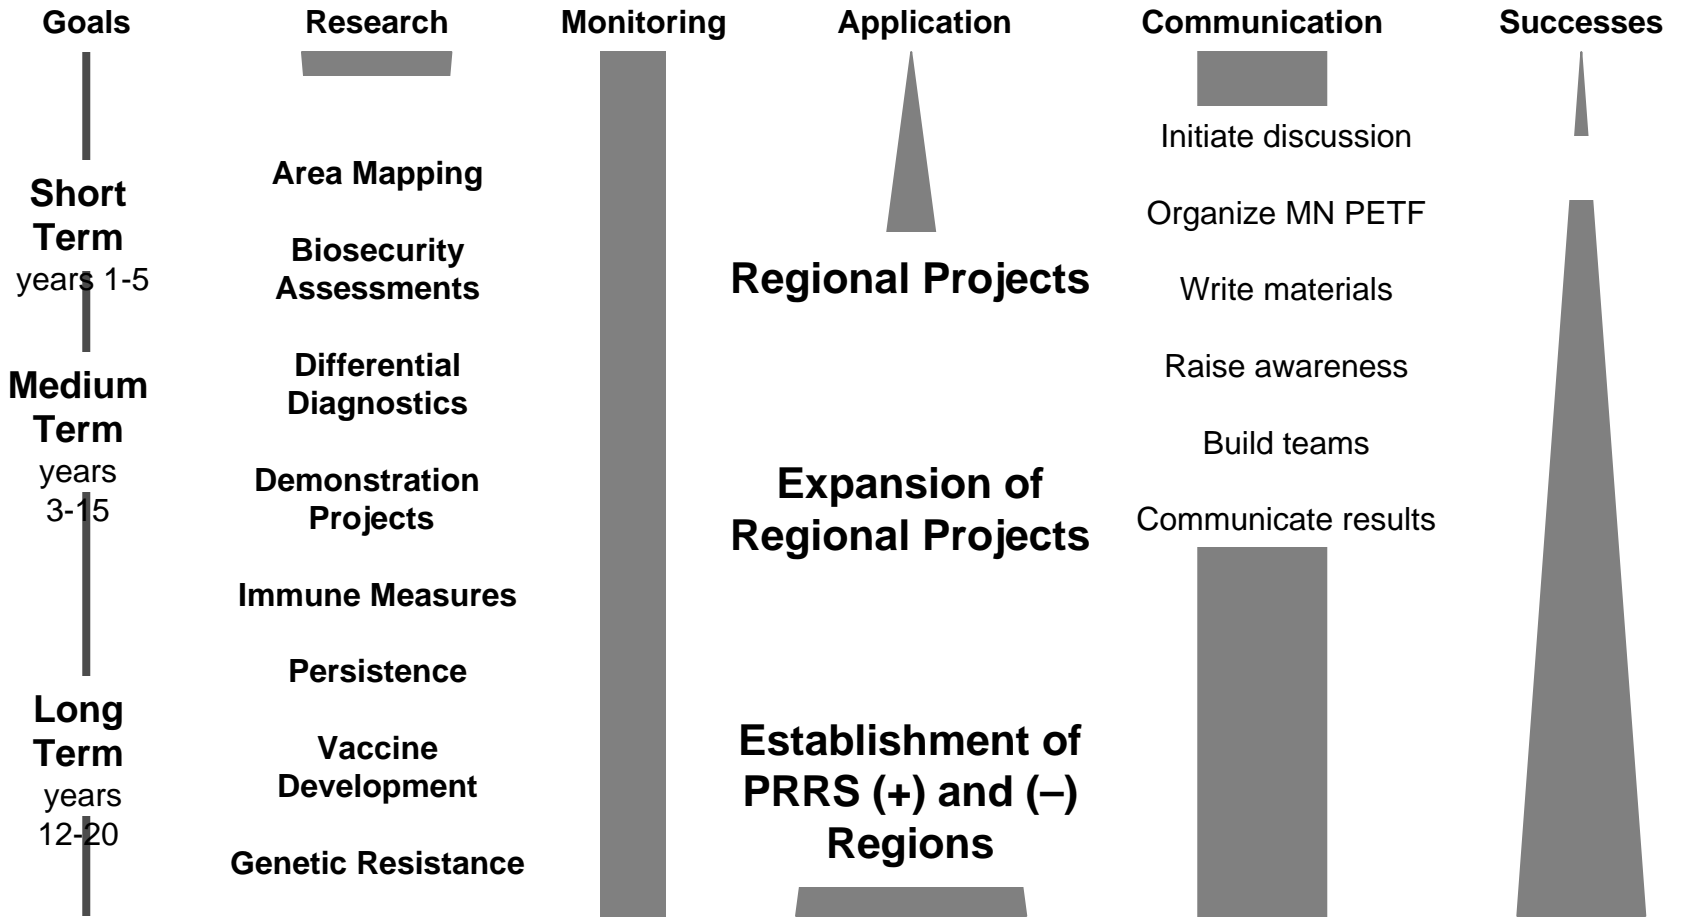 Goals
Research
Monitoring
Application
Communication
Successes
Short
Term
years 1-5
Medium
Term
years
3-15
Long
Term
years
12-20
Area Mapping
Biosecurity
Assessments
Differential
Diagnostics
Demonstration
Projects
Immune Measures
Persistence
Vaccine
Development
Genetic Resistance
Regional Projects
Expansion of
Regional Projects
Establishment of
PRRS (+) and (–)
Regions
Initiate discussion
Organize MN PETF
Write materials
Raise awareness
Build teams
Communicate results